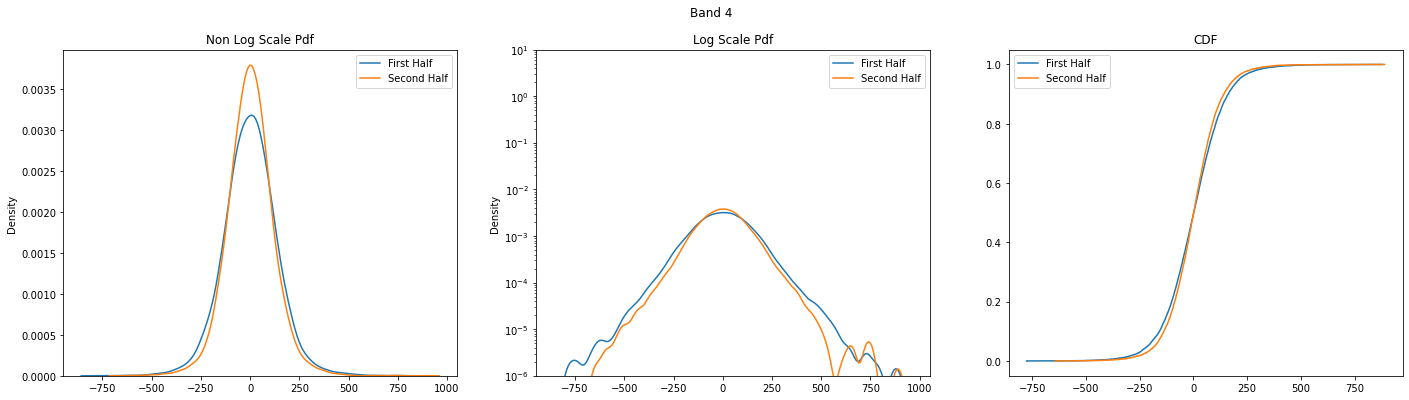 Band 4
Non Log Scale Pdf
Density
0.0035
0.0030
0.0025
0.0020
0.0015
0.0010
0.0005
0.0000
−750 −500 −250 0 250 500 750 1000
First Half
Second Half
Log Scale Pdf
Density
10^1
10^0
10^−1
10^−2
10^−3
10^−4
10^−5
10^−6
−750 −500 −250 0 250 500 750 1000
First Half
Second Half
CDF
1.0
0.8
0.6
0.4
0.2
0.0
−750 −500 −250 0 250 500 750
First Half
Second Half